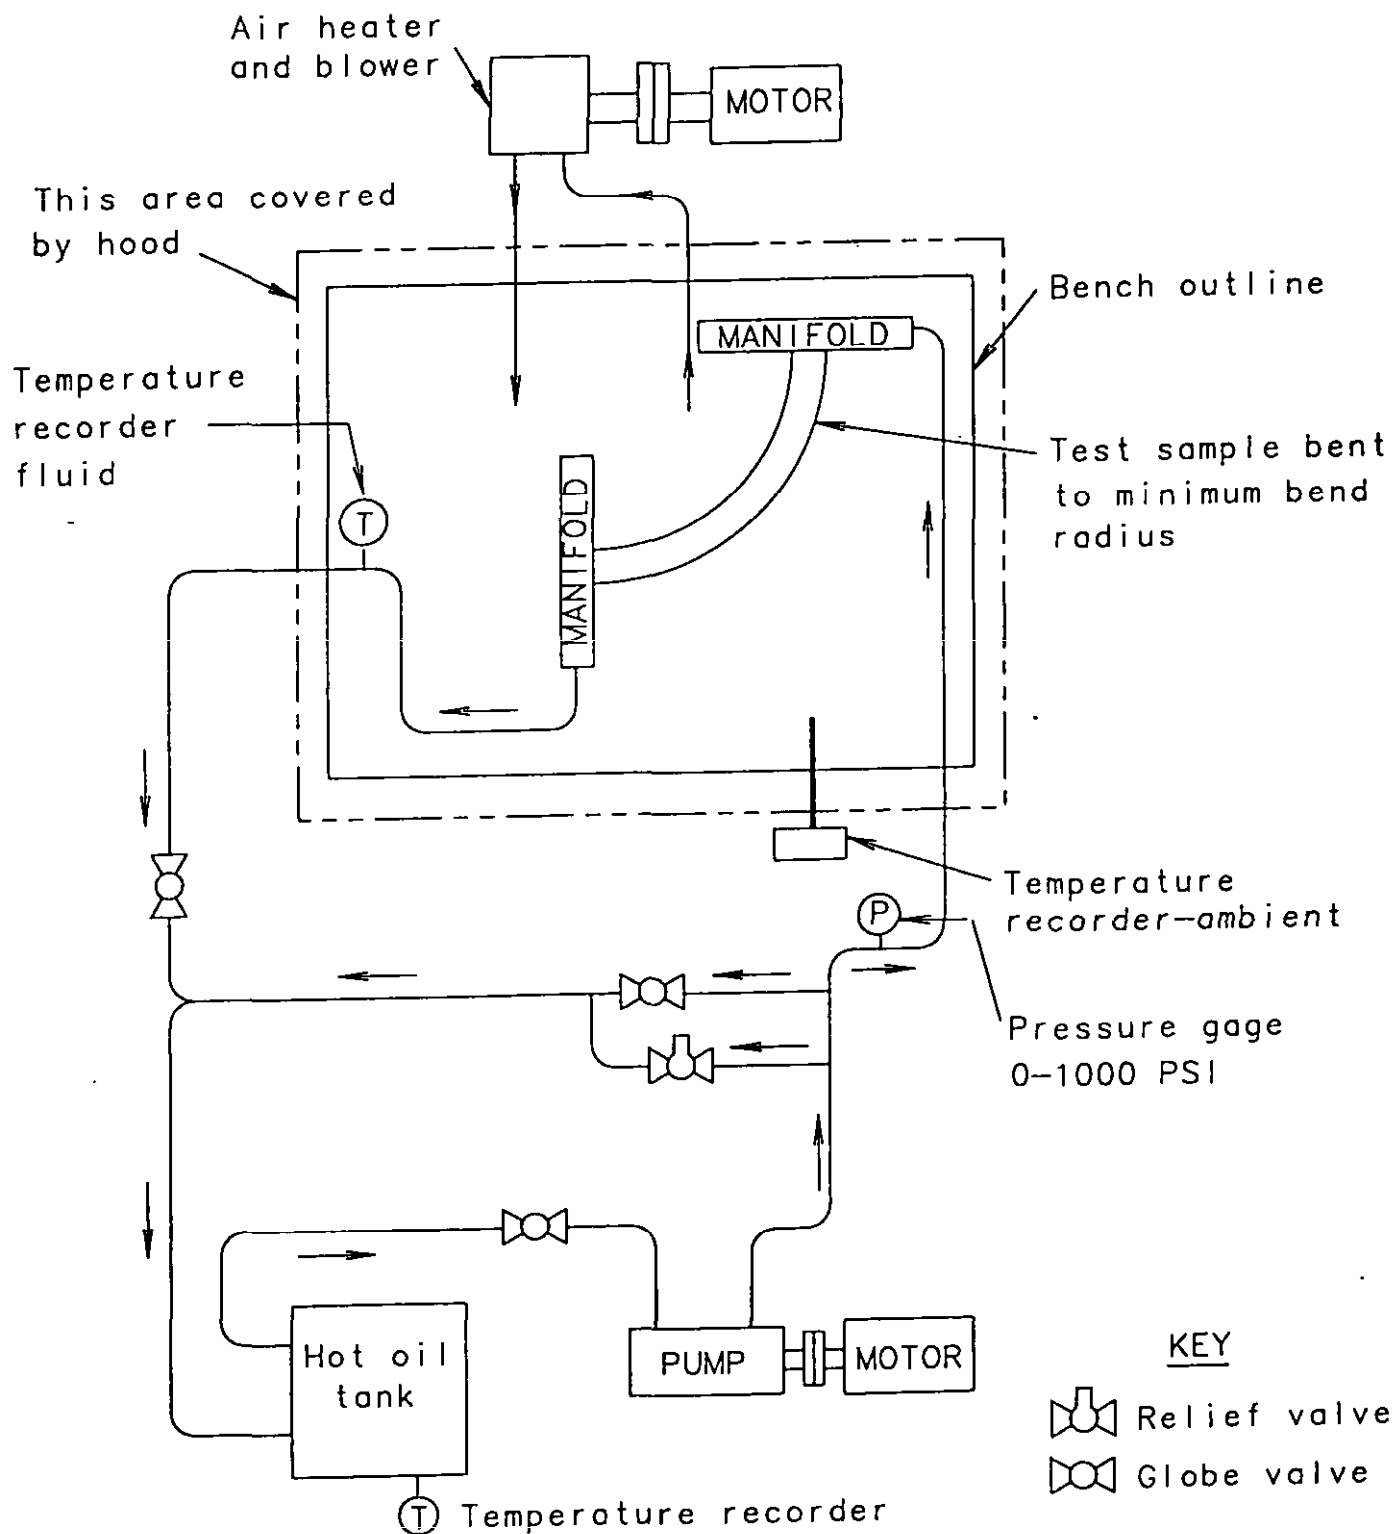 Air heater
and blower
MOTOR
This area covered
by hood
Bench outline
MANIFOLD
Temperature
recorder
fluid
Test sample bent
to minimum bend
radius
T
MANIFOLD
Temperature
recorder-ambient
P
Pressure gage
0-1000 PSI
Hot oil
tank
PUMP
MOTOR
KEY
Relief valve
Globe valve
T Temperature recorder